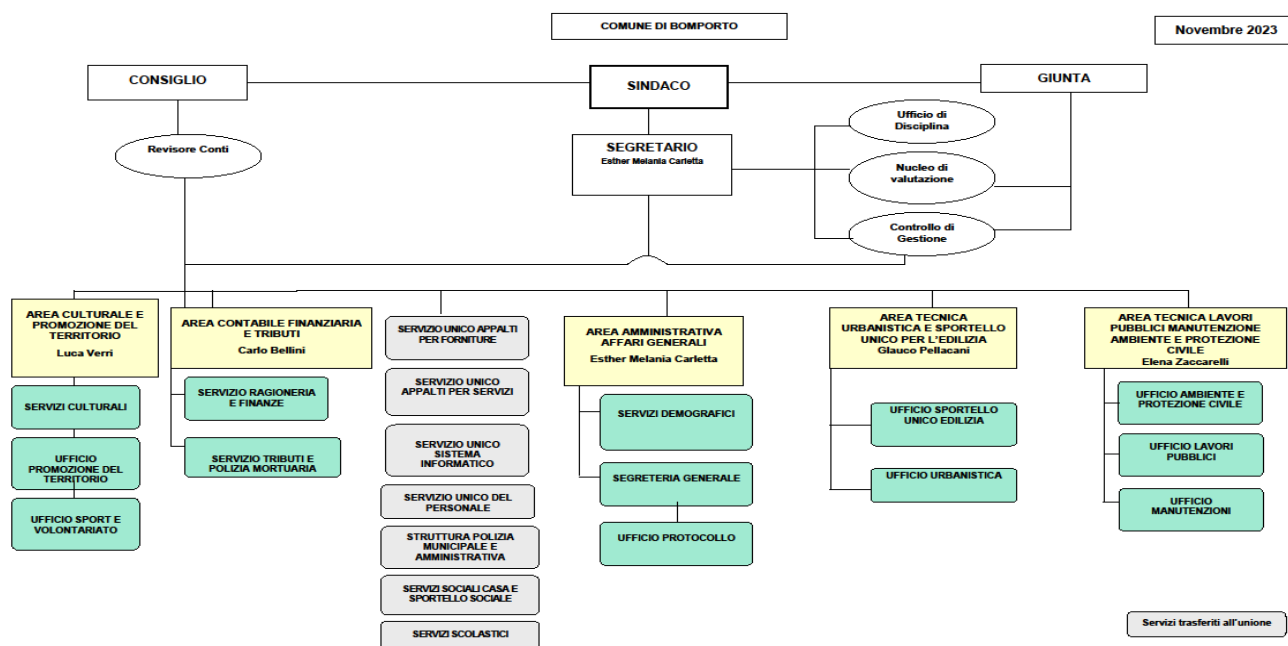 COMUNE DI BOMPORTO
Novembre 2023
CONSIGLIO
SINDACO
GIUNTA
Revisore Conti
SEGRETARIO
Esther Melania Carletta
Ufficio di
Disciplina
Nucleo di
valutazione
Controllo di
Gestione
AREA CULTURALE E
PROMOZIONE DEL
TERRITORIO
Luca Verri
SERVIZI CULTURALI
UFFICIO
PROMOZIONE DEL
TERRITORIO
UFFICIO SPORT E
VOLONTARIATO
AREA CONTABILE FINANZIARIA
E TRIBUTI
Carlo Bellini
SERVIZIO RAGIONERIA
E FINANZE
SERVIZIO TRIBUTI E
POLIZIA MORTUARIA
SERVIZIO UNICO APPALTI
PER FORNITURE
SERVIZIO UNICO
APPALTI PER SERVIZI
SERVIZIO UNICO
SISTEMA
INFORMATICO
SERVIZIO UNICO DEL
PERSONALE
STRUTTURA POLIZIA
MUNICIPALE E
AMMINISTRATIVA
SERVIZI SOCIALI CASA E
SPORTELLO SOCIALE
SERVIZI SCOLASTICI
AREA AMMINISTRATIVA
AFFARI GENERALI
Esther Melania Carletta
SERVIZI DEMOGRAFICI
SEGRETERIA GENERALE
UFFICIO PROTOCOLLO
AREA TECNICA
URBANISTICA E SPORTELLO
UNICO PER L'EDILIZIA
Glauco Pellacani
UFFICIO SPORTELLO
UNICO EDILIZIA
UFFICIO URBANISTICA
AREA TECNICA LAVORI
PUBBLICI MANUTENZIONE
AMBIENTE E PROTEZIONE
CIVILE
Elena Zaccarelli
UFFICIO AMBIENTE E
PROTEZIONE CIVILE
UFFICIO LAVORI
PUBBLICI
UFFICIO
MANUTENZIONI
Servizi trasferiti all'unione